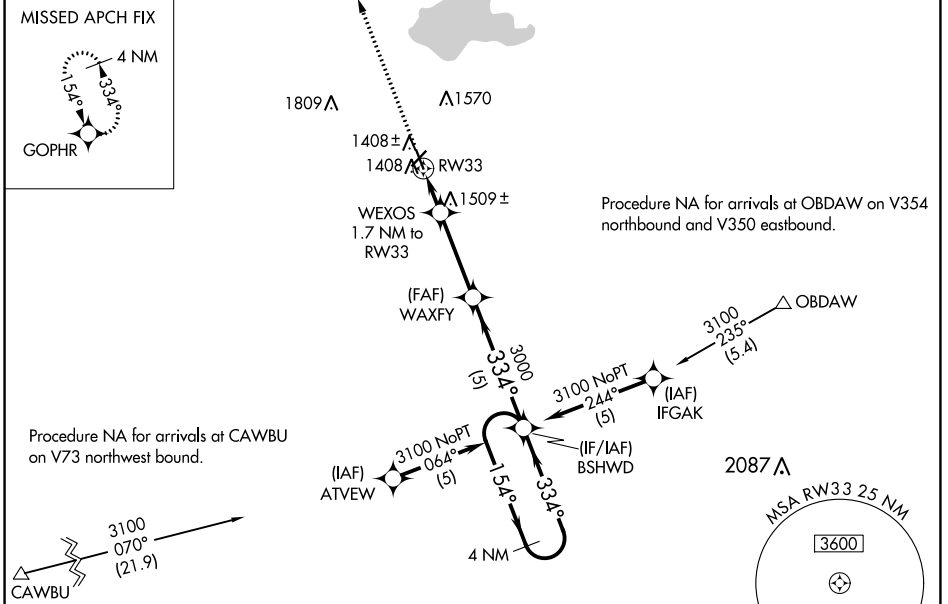 MISSED APCH FIX
4 NM
154°
334°
GOPHR
1809
1570
1408±
1408
RW33
1509±
WEXOS
1.7 NM to
RW33
Procedure NA for arrivals at OBDAW on V354
northbound and V350 eastbound.
(FAF)
WAXFY
OBDAW
3100
235°
(5.4)
3000
334°
(5)
3100 NoPT
244°
(5)
(IAF)
IFGAK
Procedure NA for arrivals at CAWBU
on V73 northwest bound.
3100 NoPT
064°
(5)
(IAF)
ATVEW
(IF/IAF)
BSHWD
154°
334°
4 NM
2087
MSA RW33 25 NM
3600
3100
070°
(21.9)
CAWBU